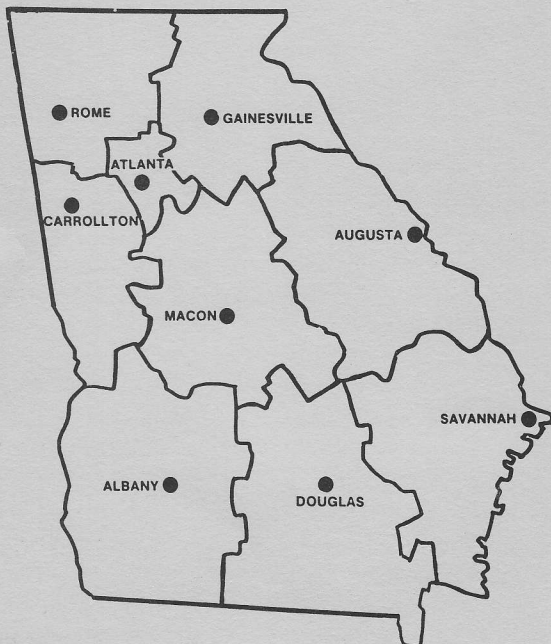 ROME
GAINESVILLE
ATLANTA
CARROLLTON
AUGUSTA
MACON
SAVANNAH
ALBANY
DOUGLAS